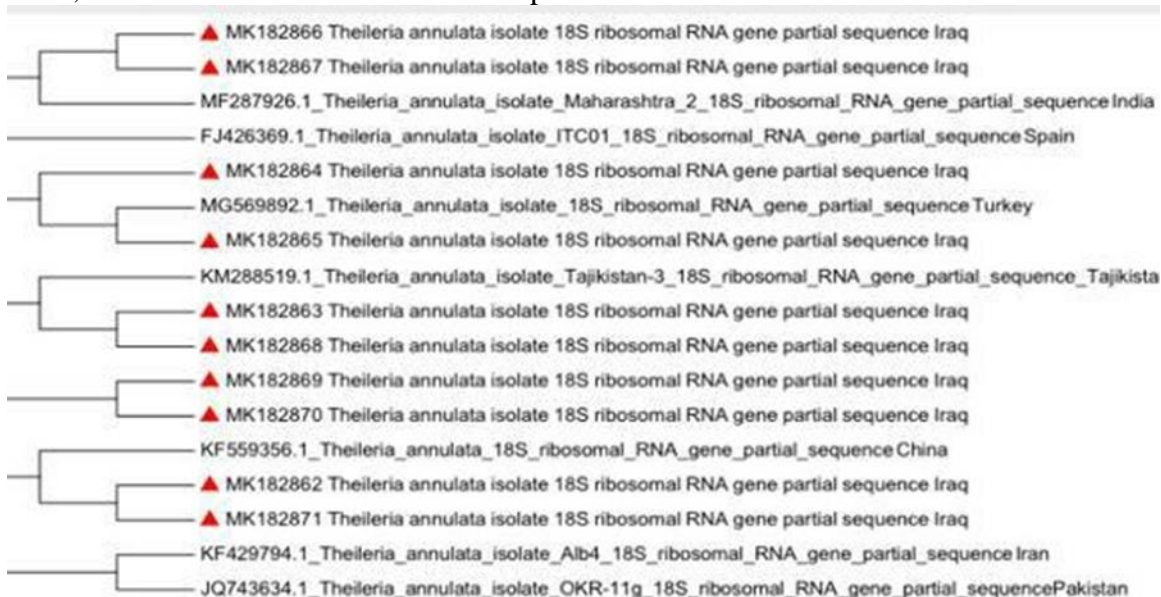 MK182866 Theileria annulata isolate 18S ribosomal RNA gene partial sequence Iraq
MK182867 Theileria annulata isolate 18S ribosomal RNA gene partial sequence Iraq
MF287926.1_Theileria_annulata_isolate_Maharashtra_2_18S_ribosomal_RNA_gene_partial_sequence India
FJ426369.1_Theileria_annulata_isolate_ITC01_18S_ribosomal_RNA_gene_partial_sequence Spain
MK182864 Theileria annulata isolate 18S ribosomal RNA gene partial sequence Iraq
MG569892.1_Theileria_annulata_isolate_18S_ribosomal_RNA_gene_partial_sequence Turkey
MK182865 Theileria annulata isolate 18S ribosomal RNA gene partial sequence Iraq
KM288519.1_Theileria_annulata_isolate_Tajikistan-3_18S_ribosomal_RNA_gene_partial_sequence_Tajikista
MK182863 Theileria annulata isolate 18S ribosomal RNA gene partial sequence Iraq
MK182868 Theileria annulata isolate 18S ribosomal RNA gene partial sequence Iraq
MK182869 Theileria annulata isolate 18S ribosomal RNA gene partial sequence Iraq
MK182870 Theileria annulata isolate 18S ribosomal RNA gene partial sequence Iraq
KF559356.1_Theileria_annulata_18S_ribosomal_RNA_gene_partial_sequence China
MK182862 Theileria annulata isolate 18S ribosomal RNA gene partial sequence Iraq
MK182871 Theileria annulata isolate 18S ribosomal RNA gene partial sequence Iraq
KF429794.1_Theileria_annulata_isolate_Alb4_18S_ribosomal_RNA_gene_partial_sequence Iran
JQ743634.1_Theileria_annulata_isolate_OKR-11g_18S_ribosomal_RNA_gene_partial_sequencePakistan